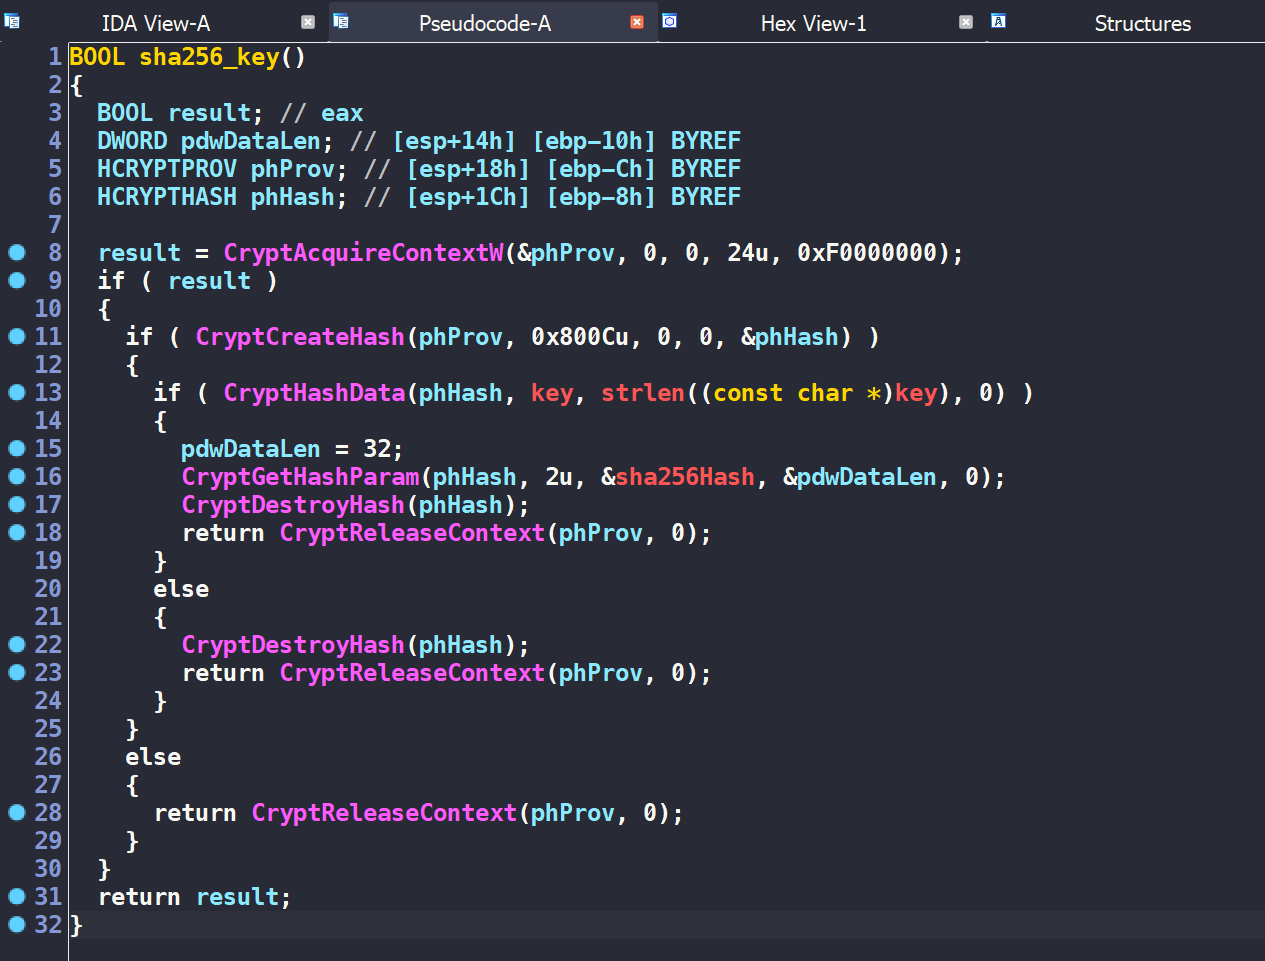 IDA View-A Pseudocode-A Hex View-1 Structures
1 BOOL sha256_key()
2 {
3   BOOL result; // eax
4   DWORD pdwDataLen; // [esp+14h] [ebp-10h] BYREF
5   HCRYPTPROV phProv; // [esp+18h] [ebp-Ch] BYREF
6   HCRYPTHASH phHash; // [esp+1Ch] [ebp-8h] BYREF
7
8   result = CryptAcquireContextW(&phProv, 0, 0, 24u, 0xF0000000);
9   if ( result )
10   {
11     if ( CryptCreateHash(phProv, 0x800Cu, 0, 0, &phHash) )
12     {
13       if ( CryptHashData(phHash, key, strlen((const char *)key), 0) )
14       {
15         pdwDataLen = 32;
16         CryptGetHashParam(phHash, 2u, &sha256Hash, &pdwDataLen, 0);
17         CryptDestroyHash(phHash);
18         return CryptReleaseContext(phProv, 0);
19       }
20       else
21       {
22         CryptDestroyHash(phHash);
23         return CryptReleaseContext(phProv, 0);
24       }
25     }
26     else
27     {
28       return CryptReleaseContext(phProv, 0);
29     }
30   }
31   return result;
32 }